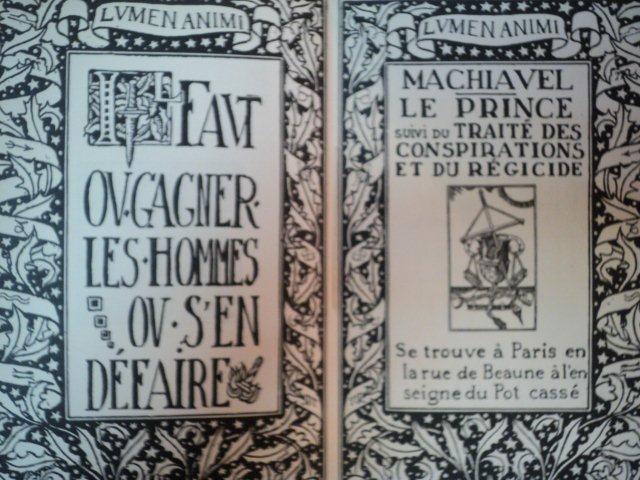 LVMEN ANIMI
IL FAVT
OV·GAGNER·
LES·HOMMES
OV·S'EN
DÉFAIRE
LVMEN ANIMI
MACHIAVEL
LE PRINCE
suivi du TRAITÉ DES
CONSPIRATIONS
ET DU RÉGICIDE
Se trouve à Paris en
la rue de Beaune à l'en
seigne du Pot cassé